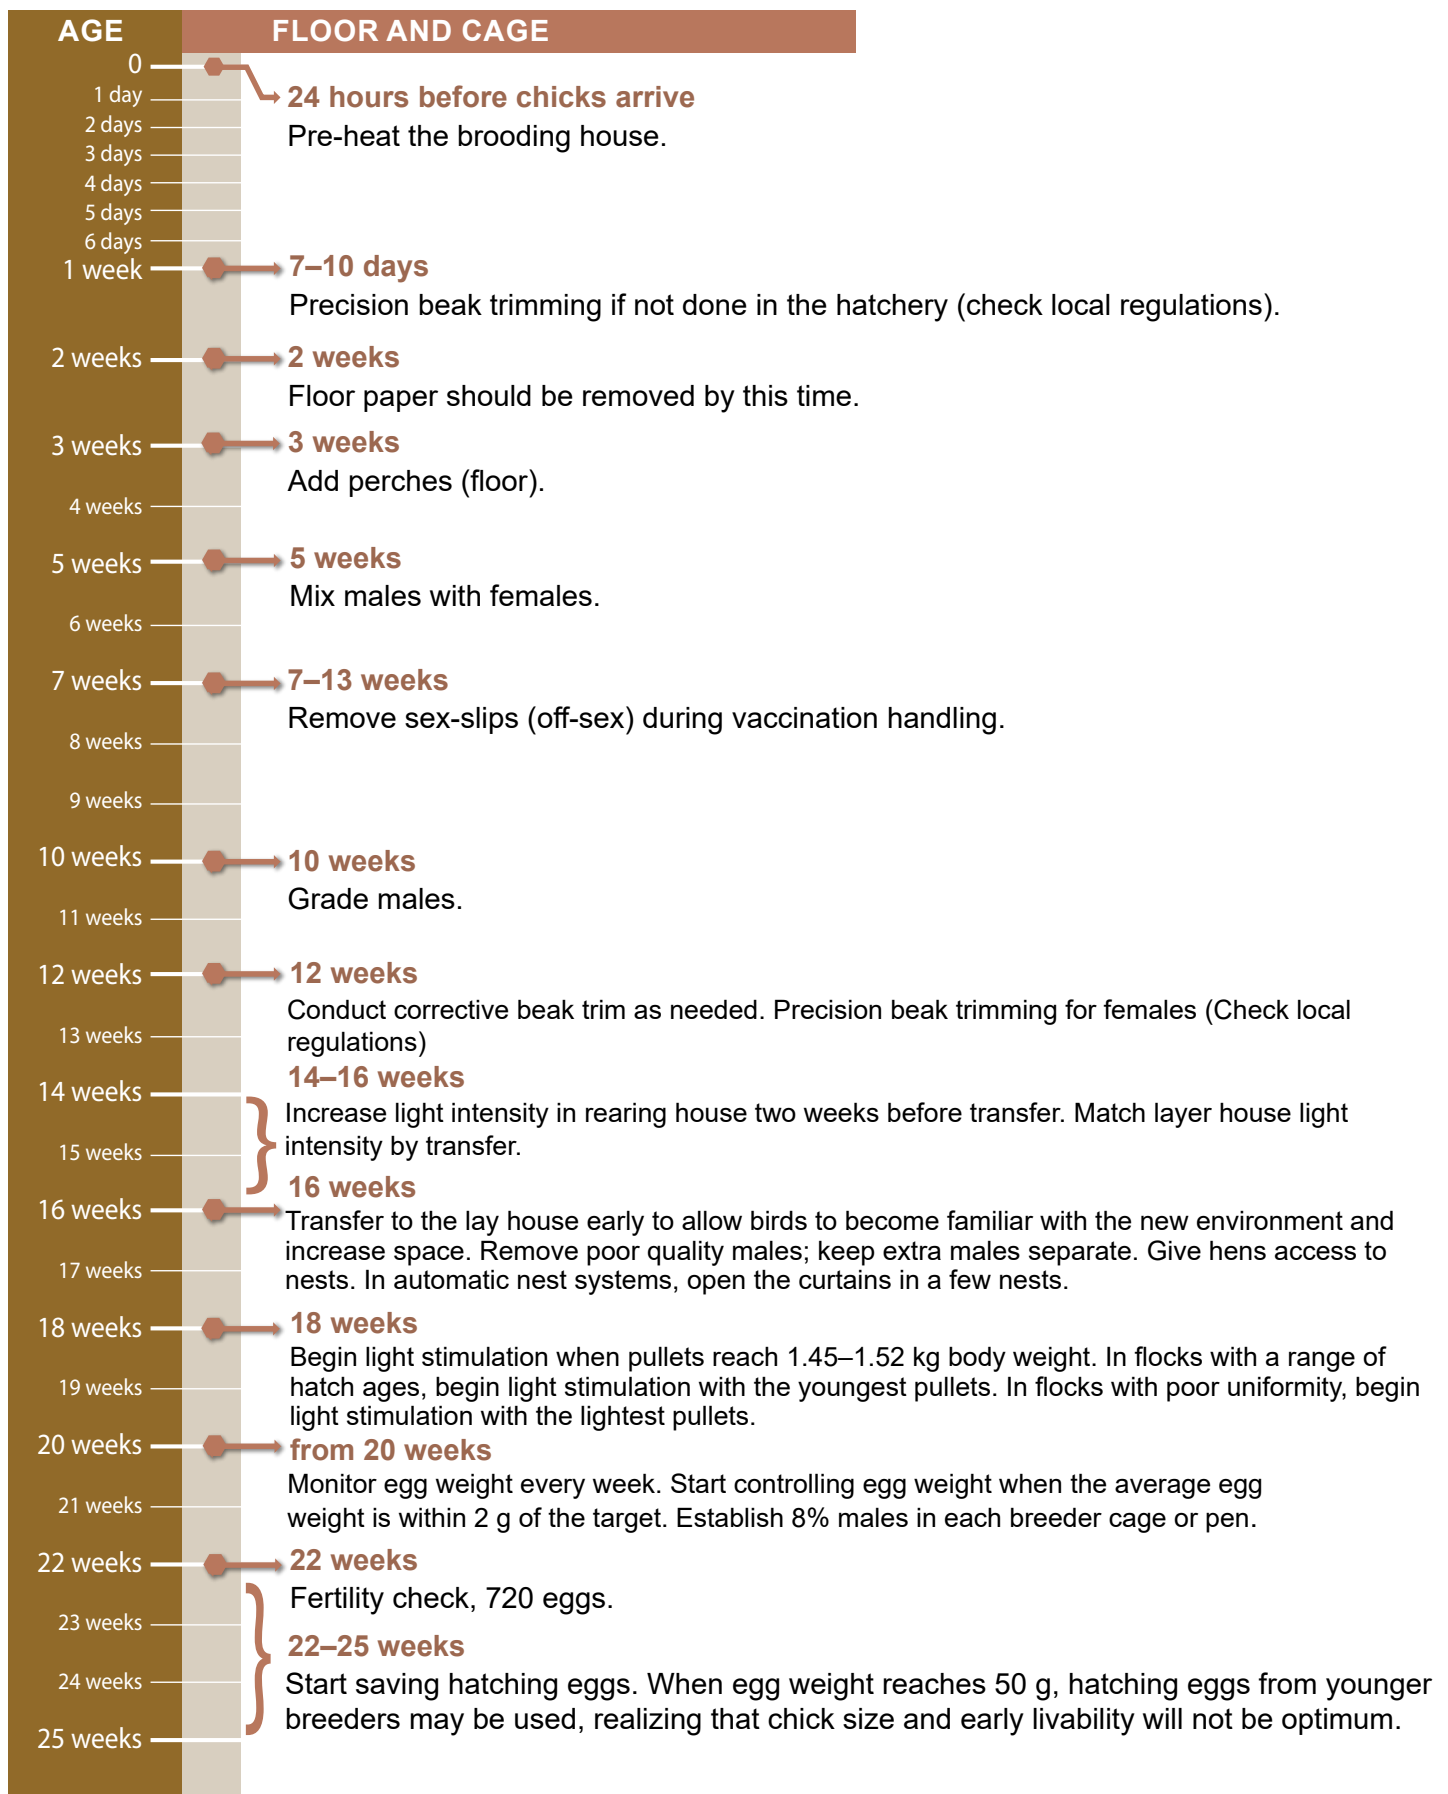 AGE FLOOR AND CAGE
0
1 day
24 hours before chicks arrive
2 days
Pre-heat the brooding house.
3 days
4 days
5 days
6 days
1 week
7–10 days
Precision beak trimming if not done in the hatchery (check local regulations).
2 weeks
2 weeks
Floor paper should be removed by this time.
3 weeks
3 weeks
Add perches (floor).
4 weeks
5 weeks
5 weeks
Mix males with females.
6 weeks
7 weeks
7–13 weeks
Remove sex-slips (off-sex) during vaccination handling.
8 weeks
9 weeks
10 weeks
10 weeks
Grade males.
11 weeks
12 weeks
12 weeks
Conduct corrective beak trim as needed. Precision beak trimming for females (Check local
regulations)
13 weeks
14 weeks
14–16 weeks
Increase light intensity in rearing house two weeks before transfer. Match layer house light
intensity by transfer.
15 weeks
16 weeks
16 weeks
Transfer to the lay house early to allow birds to become familiar with the new environment and
increase space. Remove poor quality males; keep extra males separate. Give hens access to
nests. In automatic nest systems, open the curtains in a few nests.
17 weeks
18 weeks
18 weeks
Begin light stimulation when pullets reach 1.45–1.52 kg body weight. In flocks with a range of
hatch ages, begin light stimulation with the youngest pullets. In flocks with poor uniformity, begin
light stimulation with the lightest pullets.
19 weeks
20 weeks
from 20 weeks
Monitor egg weight every week. Start controlling egg weight when the average egg
weight is within 2 g of the target. Establish 8% males in each breeder cage or pen.
21 weeks
22 weeks
22 weeks
Fertility check, 720 eggs.
23 weeks
22–25 weeks
Start saving hatching eggs. When egg weight reaches 50 g, hatching eggs from younger
breeders may be used, realizing that chick size and early livability will not be optimum.
24 weeks
25 weeks